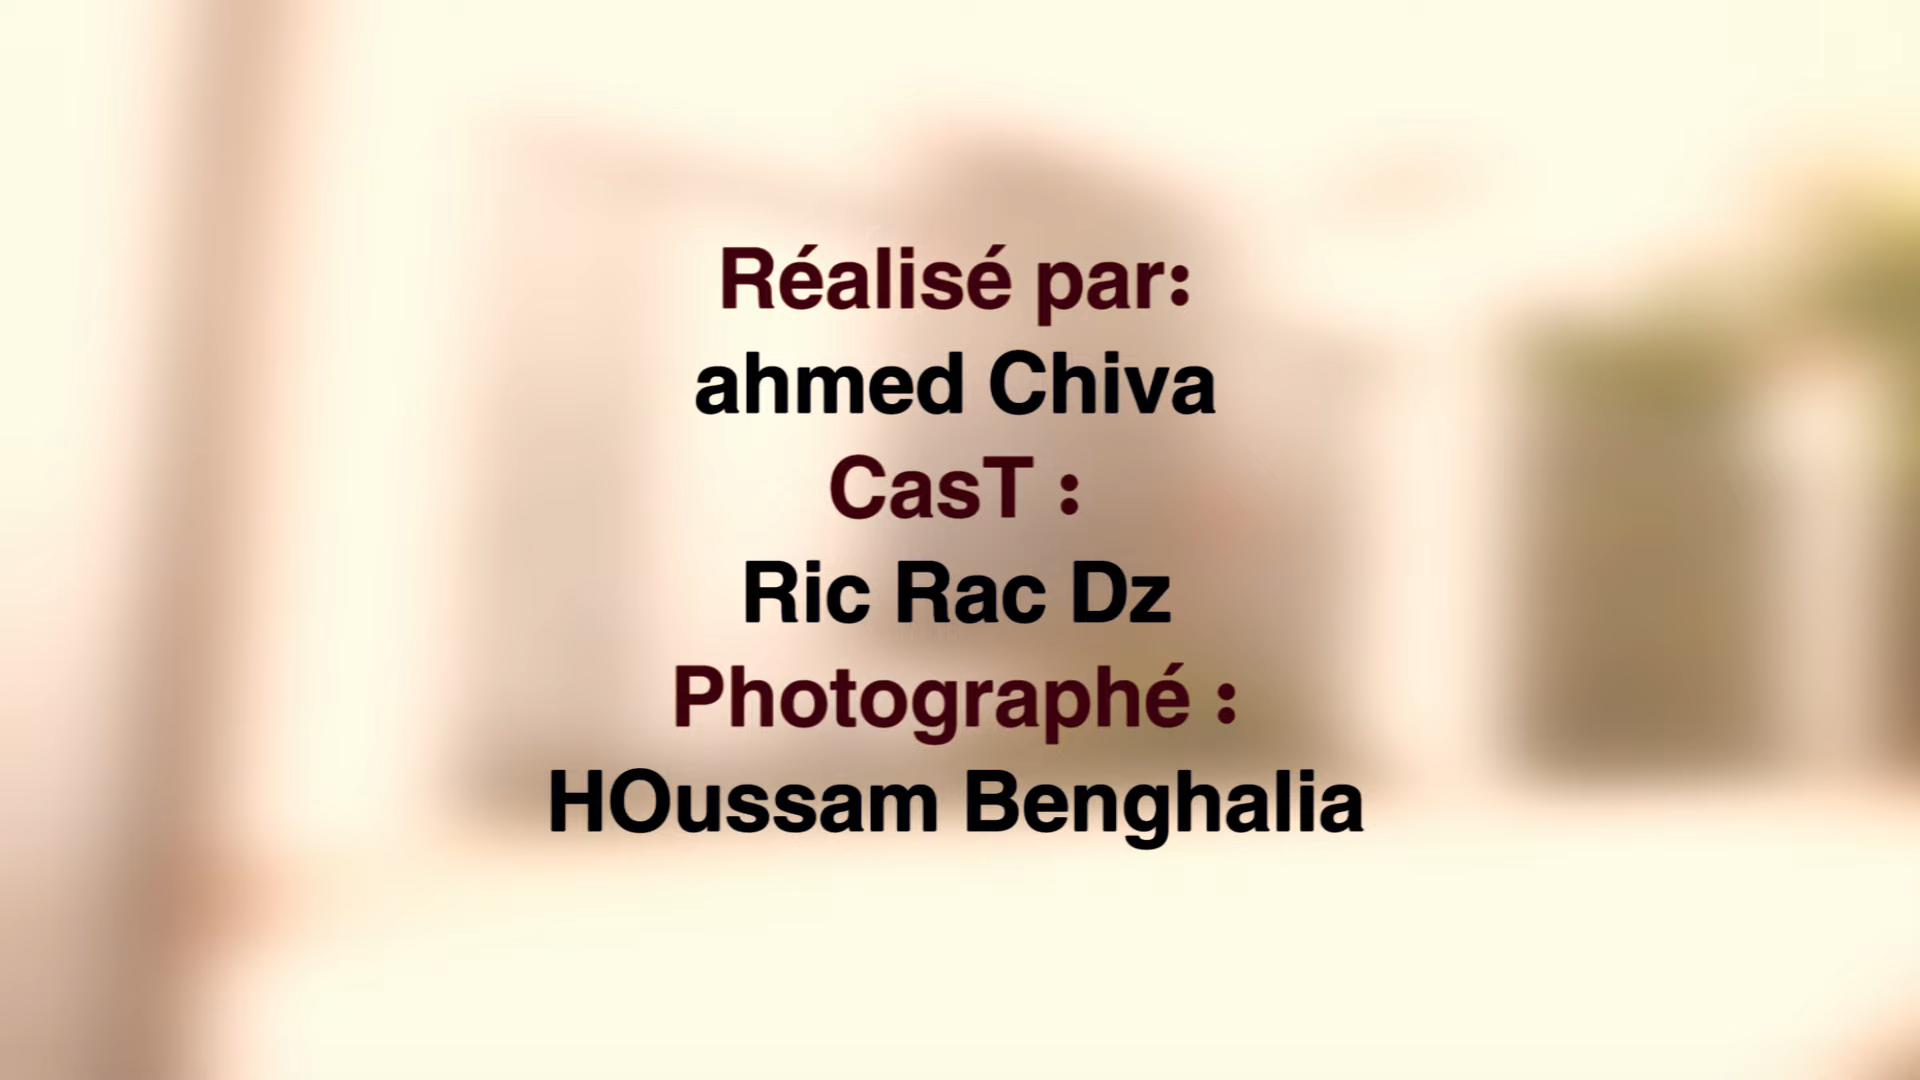 Réalisé par:
ahmed Chiva
CasT :
Ric Rac Dz
Photographé :
HOussam Benghalia